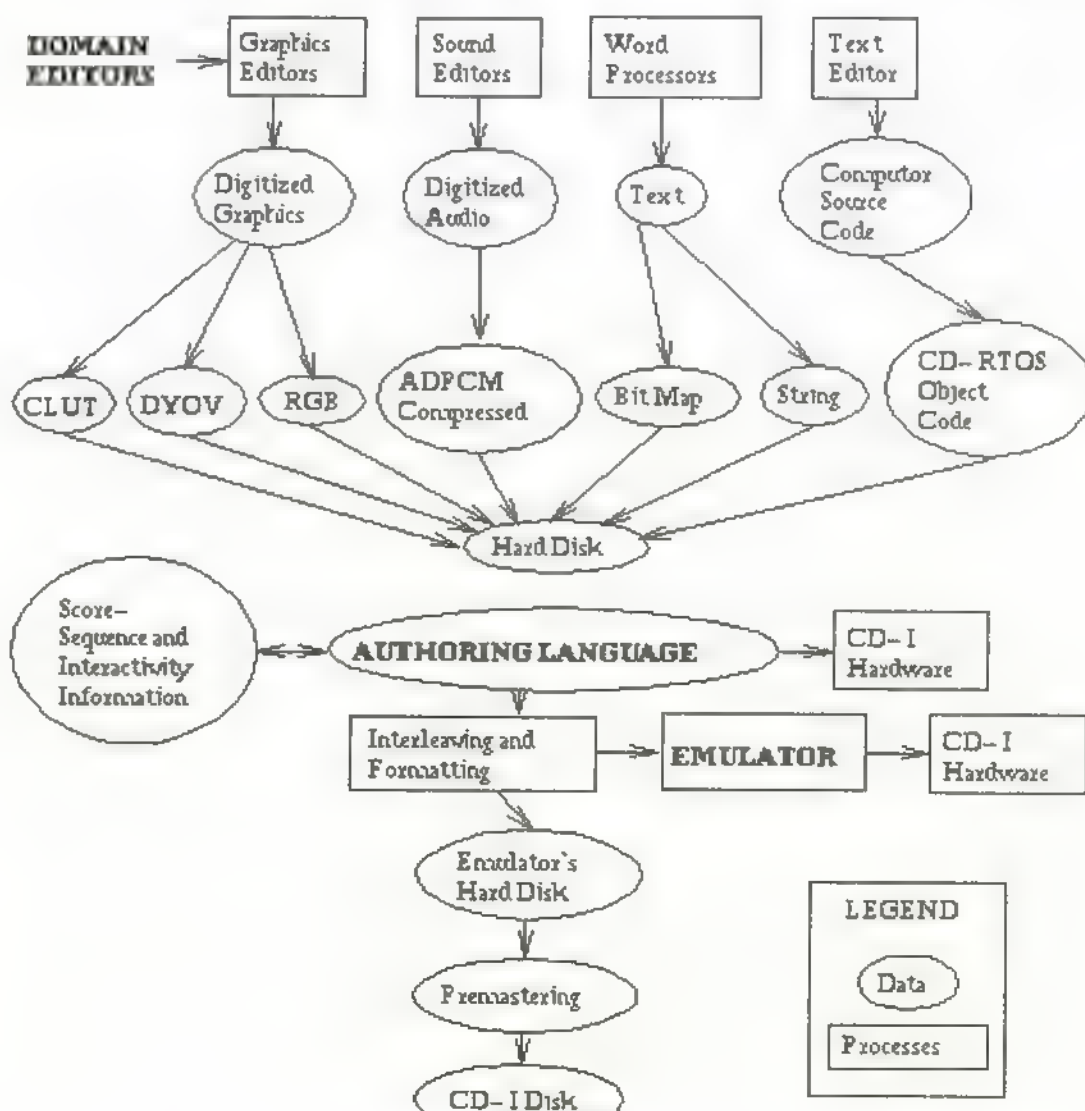 DOMAIN
EDITORS
Graphics
Editors
Sound
Editors
Word
Processors
Text
Editor
Digitized
Graphics
Digitized
Audio
Text
Computor
Source
Code
CLUT
DYOV
RGB
ADPCM
Compressed
Bit Map
String
CD-RTOS
Object
Code
Hard Disk
Score-
Sequence and
Interactivity
Information
AUTHORING LANGUAGE
CD-I
Hardware
Interleaving and
Formatting
EMULATOR
CD-I
Hardware
Emulator's
Hard Disk
Premastering
CD-I Disk
LEGEND
Data
Processes